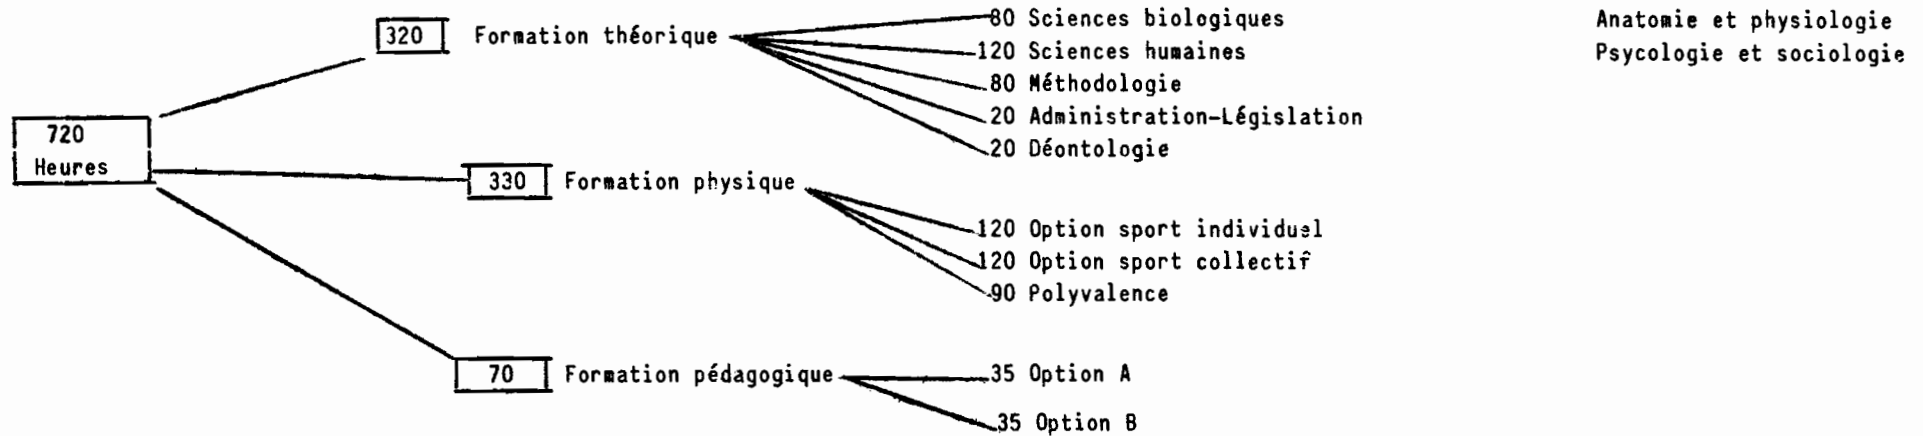 80 Sciences biologiques Anatomie et physiologie
320 Formation théorique 120 Sciences humaines Psycologie et sociologie
80 Méthodologie
20 Administration-Législation
20 Déontologie
720
Heures
330 Formation physique
120 Option sport individuel
120 Option sport collectif
90 Polyvalence
70 Formation pédagogique 35 Option A
35 Option B